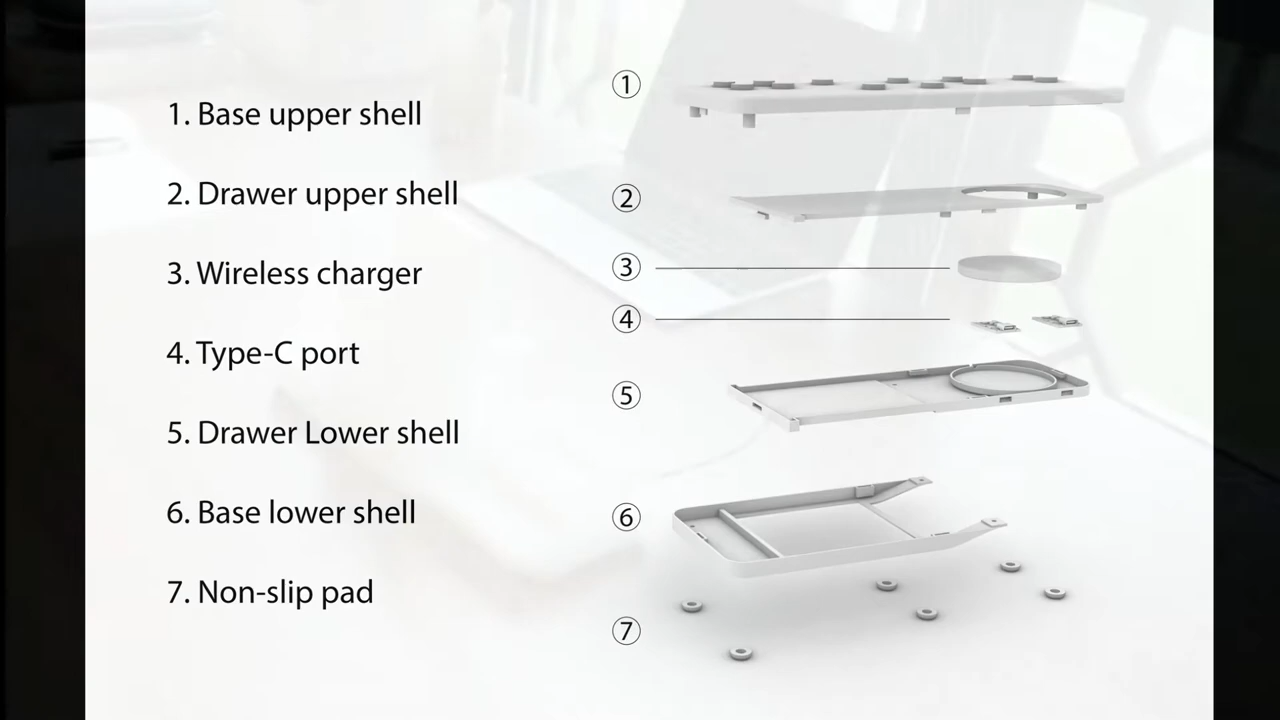 1. Base upper shell
2. Drawer upper shell
3. Wireless charger
4. Type-C port
5. Drawer Lower shell
6. Base lower shell
7. Non-slip pad
①
②
③
④
⑤
⑥
⑦